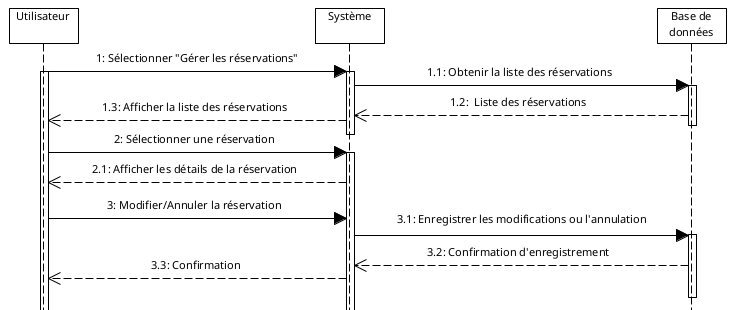 Utilisateur
Système
Base de
données
1: Sélectionner "Gérer les réservations"
1.1: Obtenir la liste des réservations
1.2:  Liste des réservations
1.3: Afficher la liste des réservations
2: Sélectionner une réservation
2.1: Afficher les détails de la réservation
3: Modifier/Annuler la réservation
3.1: Enregistrer les modifications ou l'annulation
3.2: Confirmation d'enregistrement
3.3: Confirmation